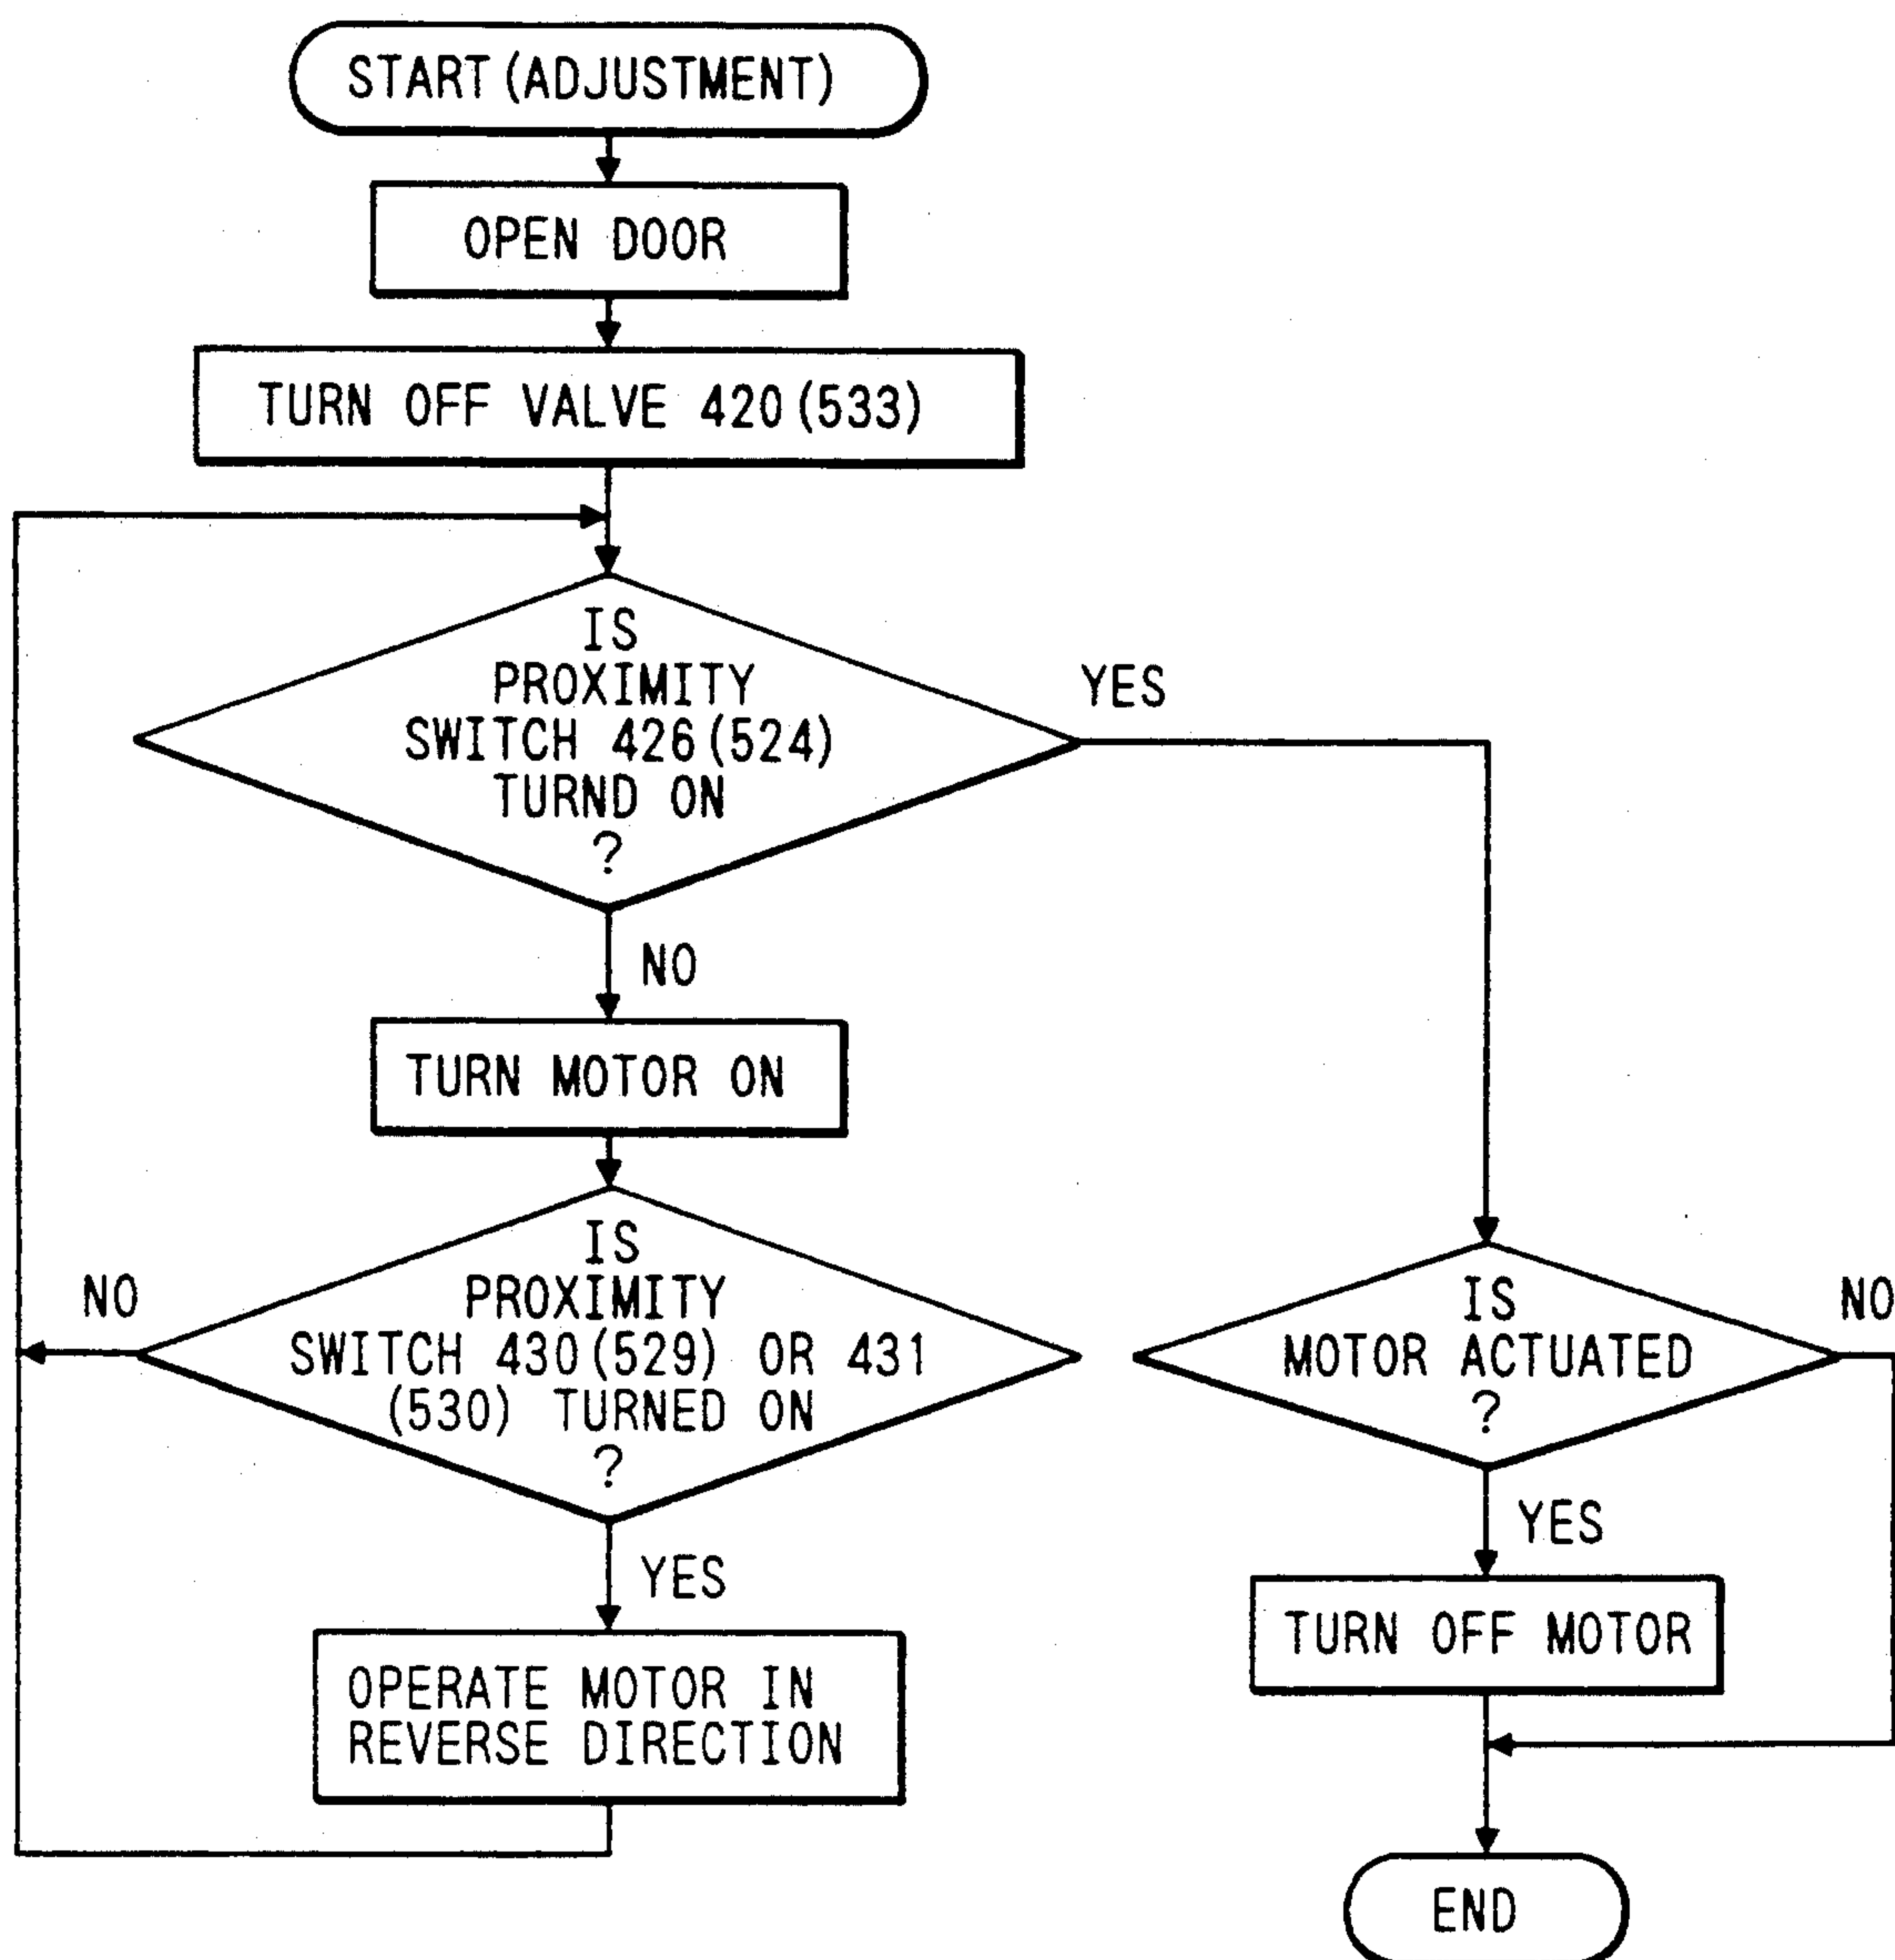 START (ADJUSTMENT)
OPEN DOOR
TURN OFF VALVE 420 (533)
IS
PROXIMITY
SWITCH 426 (524)
TURND ON
?
YES
NO
TURN MOTOR ON
IS
PROXIMITY
SWITCH 430 (529) OR 431
(530) TURNED ON
?
NO
YES
OPERATE MOTOR IN
REVERSE DIRECTION
IS
MOTOR ACTUATED
?
NO
YES
TURN OFF MOTOR
END